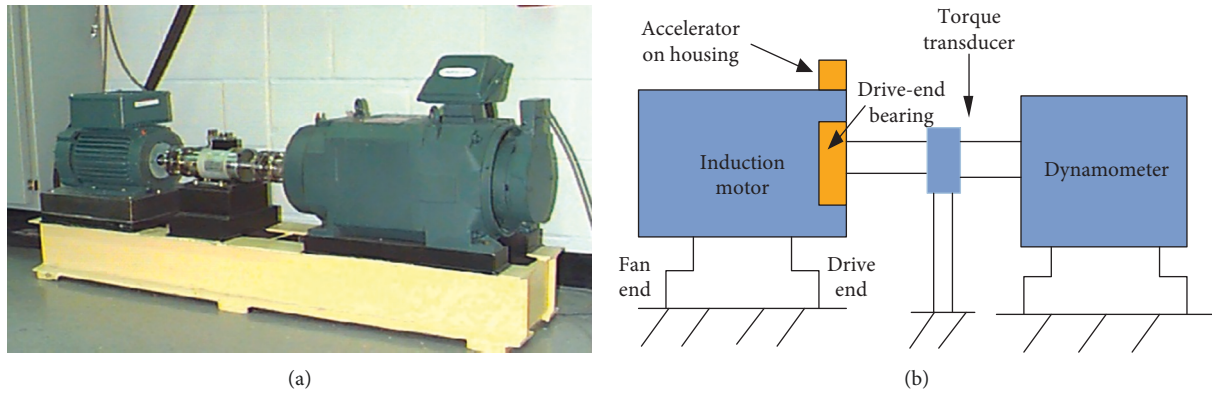 Accelerator
on housing
Torque
transducer
Drive-end
bearing
Induction
motor
Dynamometer
Fan
end
Drive
end
(a)
(b)